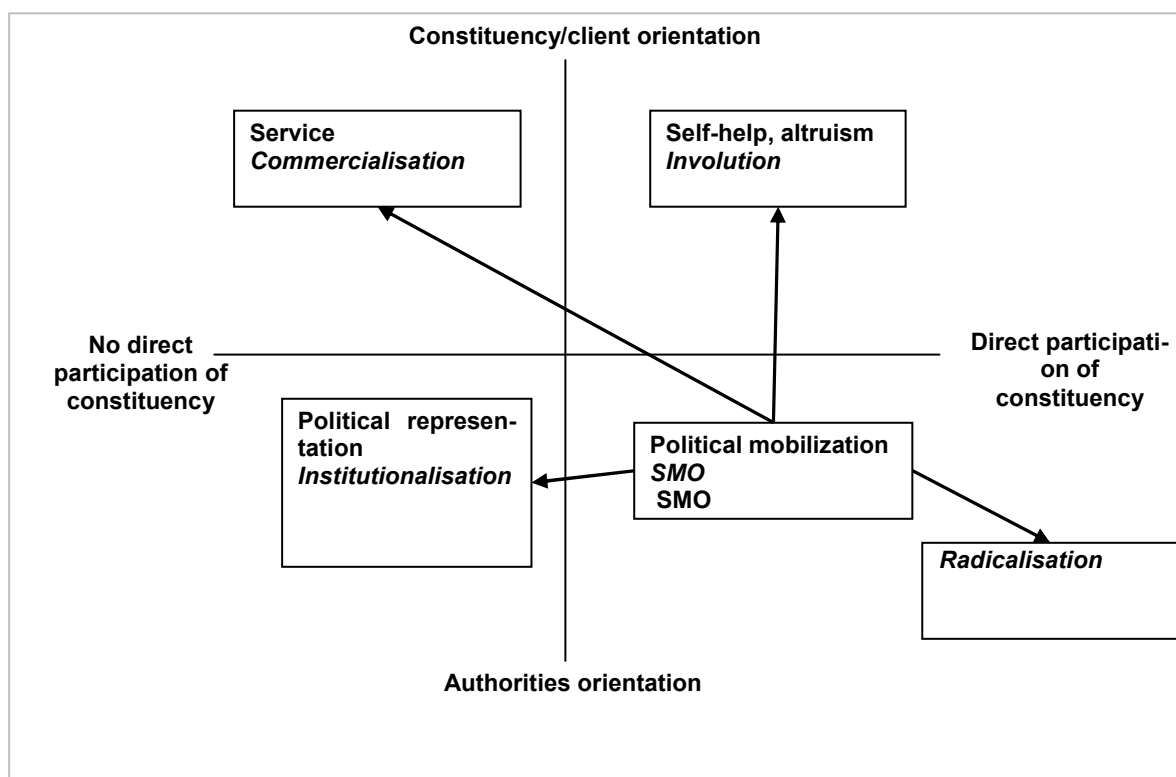 Constituency/client orientation
Service
Commercialisation
Self-help, altruism
Involution
No direct
participation of
constituency
Direct participati-
on of
constituency
Political represen-
tation
Institutionalisation
Political mobilization
SMO
SMO
Radicalisation
Authorities orientation